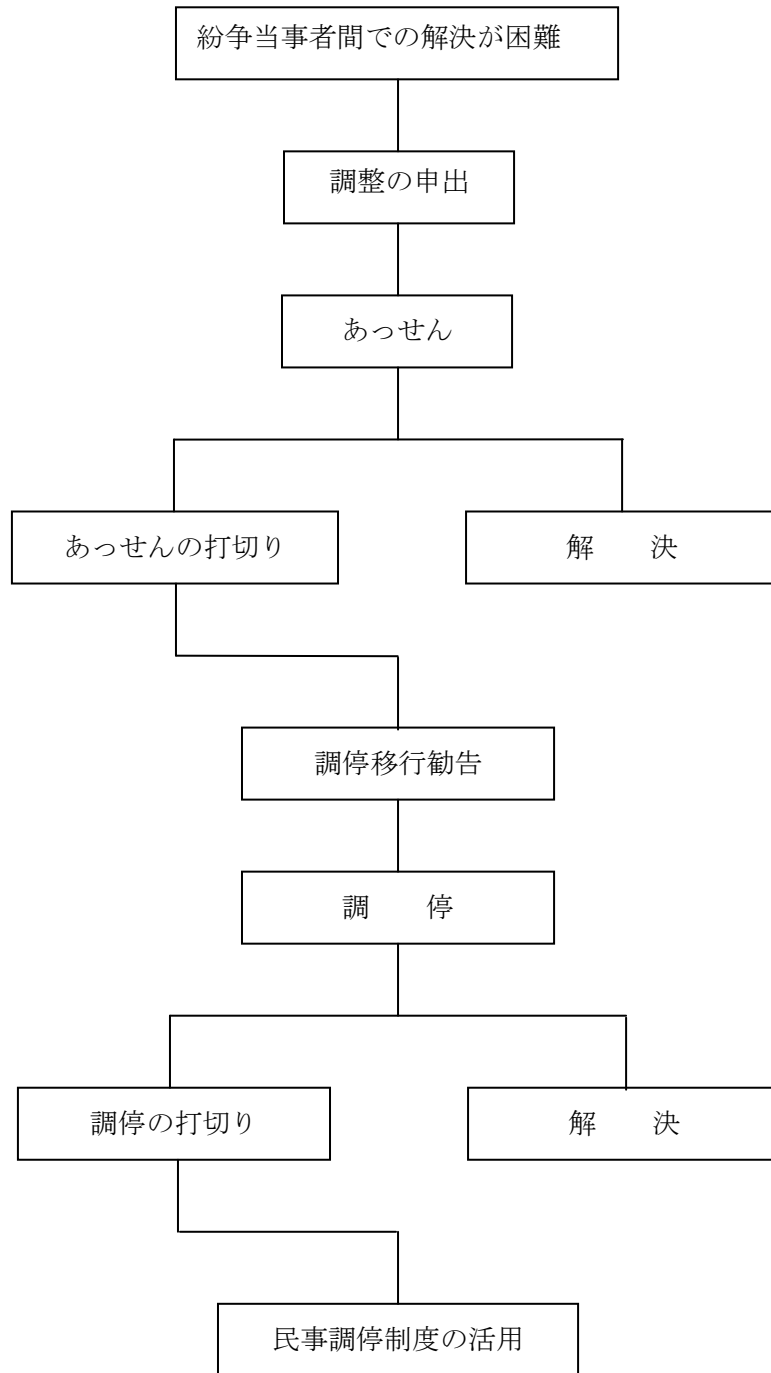 紛争当事者間での解決が困難
調整の申出
あっせん
あっせんの打切り
解　　決
調停移行勧告
調　　停
調停の打切り
解　　決
民事調停制度の活用